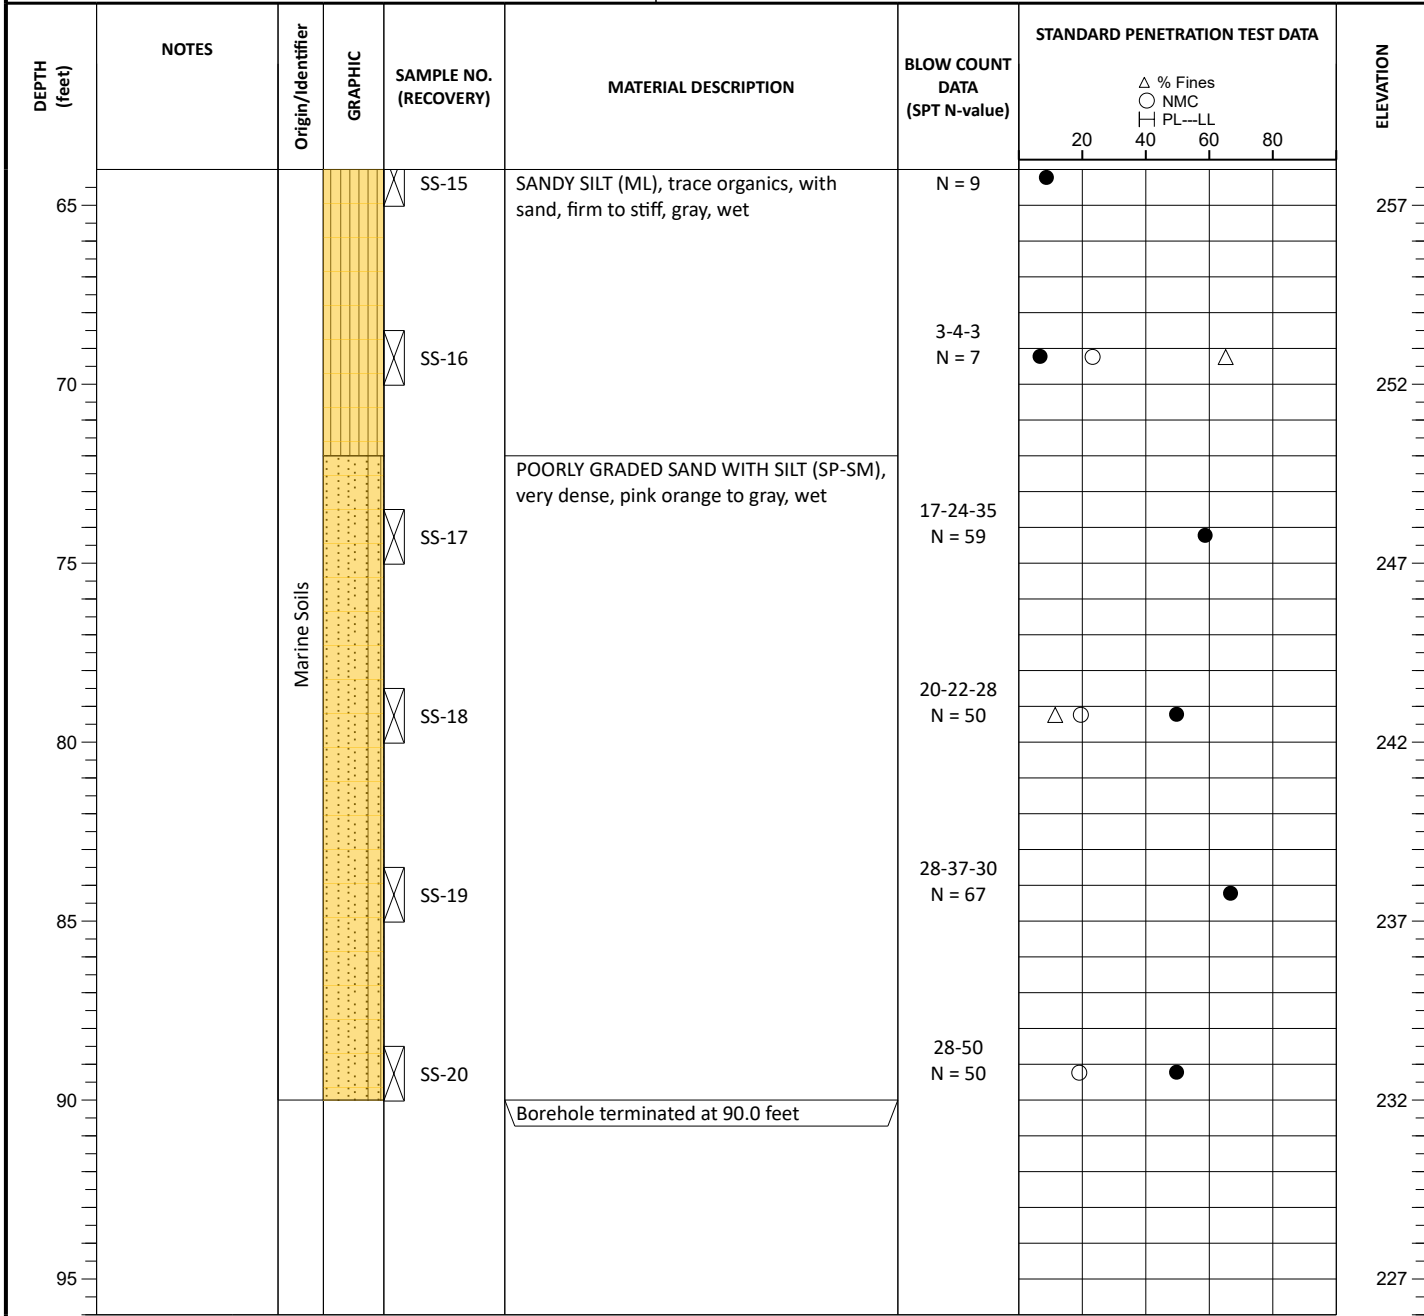 DEPTH
(feet)
NOTES
Origin/Identifier
GRAPHIC
SAMPLE NO.
(RECOVERY)
MATERIAL DESCRIPTION
BLOW COUNT
DATA
(SPT N-value)
STANDARD PENETRATION TEST DATA
% Fines
NMC
PL---LL
20 40 60 80
ELEVATION
SS-15
SANDY SILT (ML), trace organics, with
sand, firm to stiff, gray, wet
N = 9
65
257
3-4-3
SS-16
N = 7
70
252
POORLY GRADED SAND WITH SILT (SP-SM),
very dense, pink orange to gray, wet
17-24-35
SS-17
N = 59
75
247
Marine Soils
20-22-28
SS-18
N = 50
80
242
28-37-30
SS-19
N = 67
85
237
28-50
SS-20
N = 50
90
232
Borehole terminated at 90.0 feet
95
227